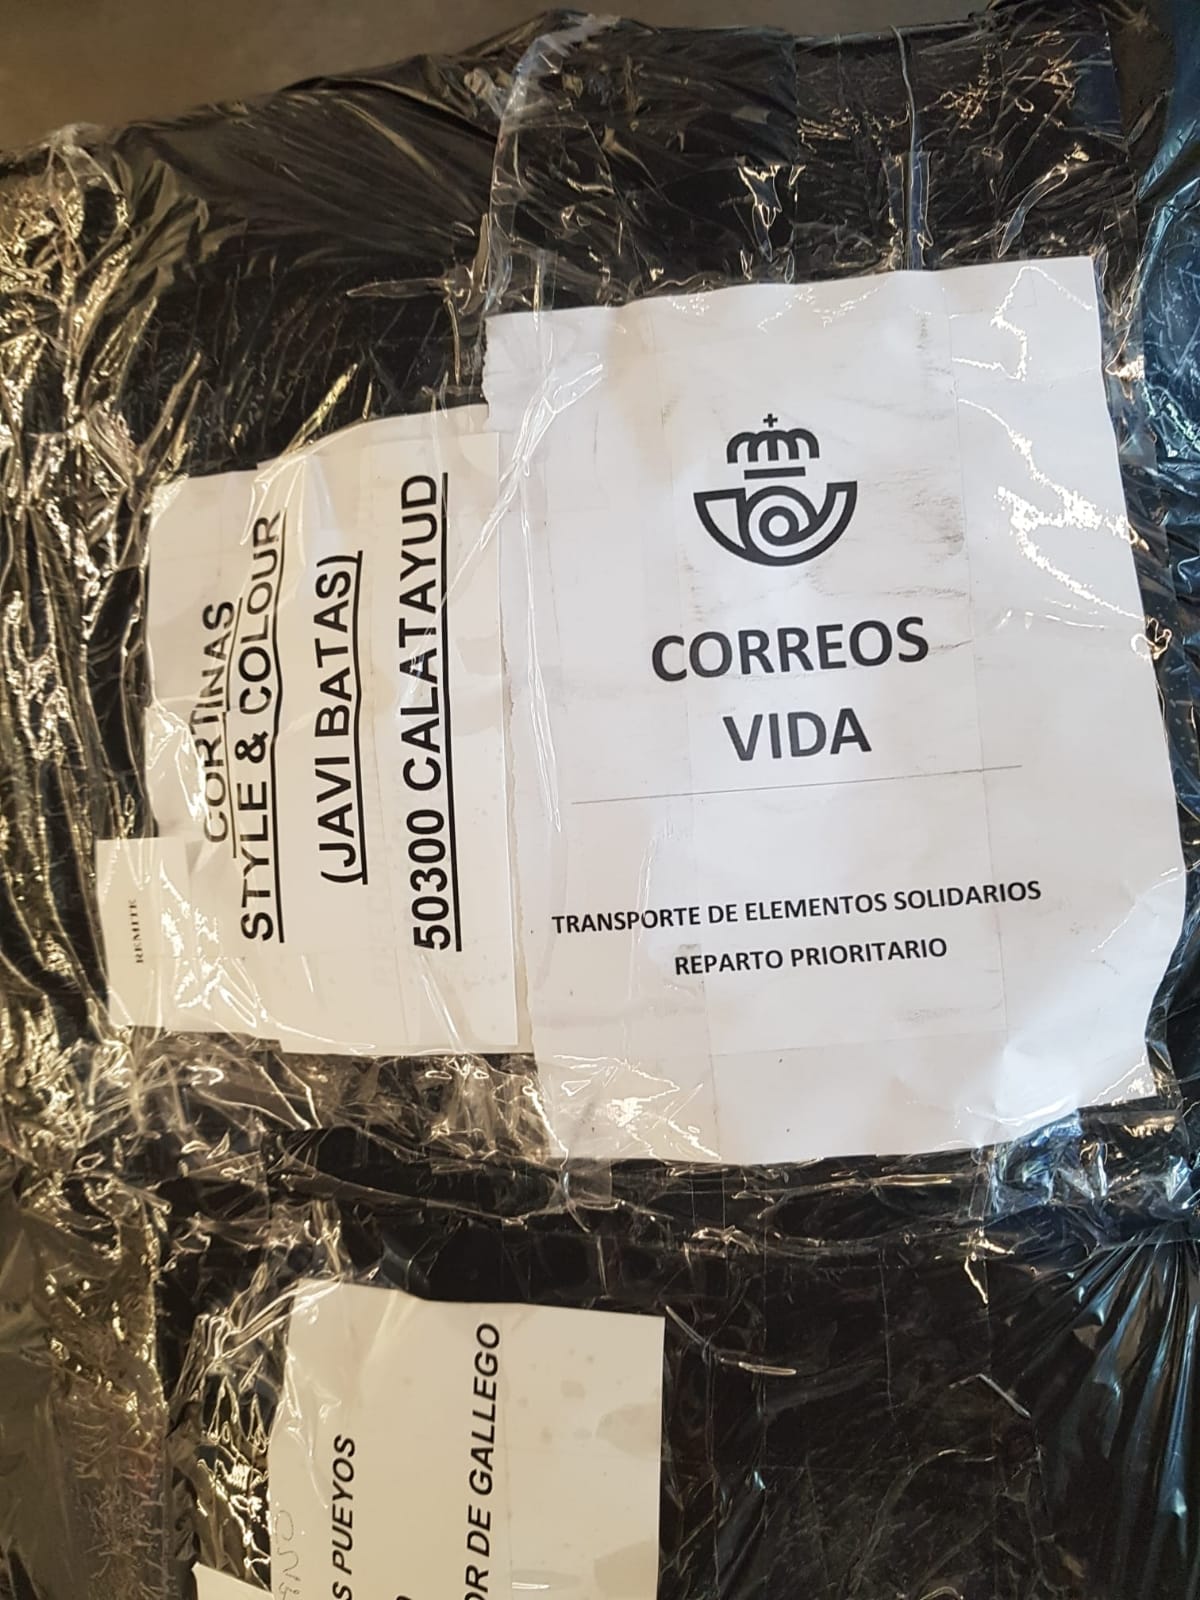 CORREOS
VIDA
TRANSPORTE DE ELEMENTOS SOLIDARIOS
REPARTO PRIORITARIO
CORTINAS
STYLE & COLOUR
(JAVI BATAS)
50300 CALATAYUD
REMITE
S PUEYOS
OR DE GALLEGO